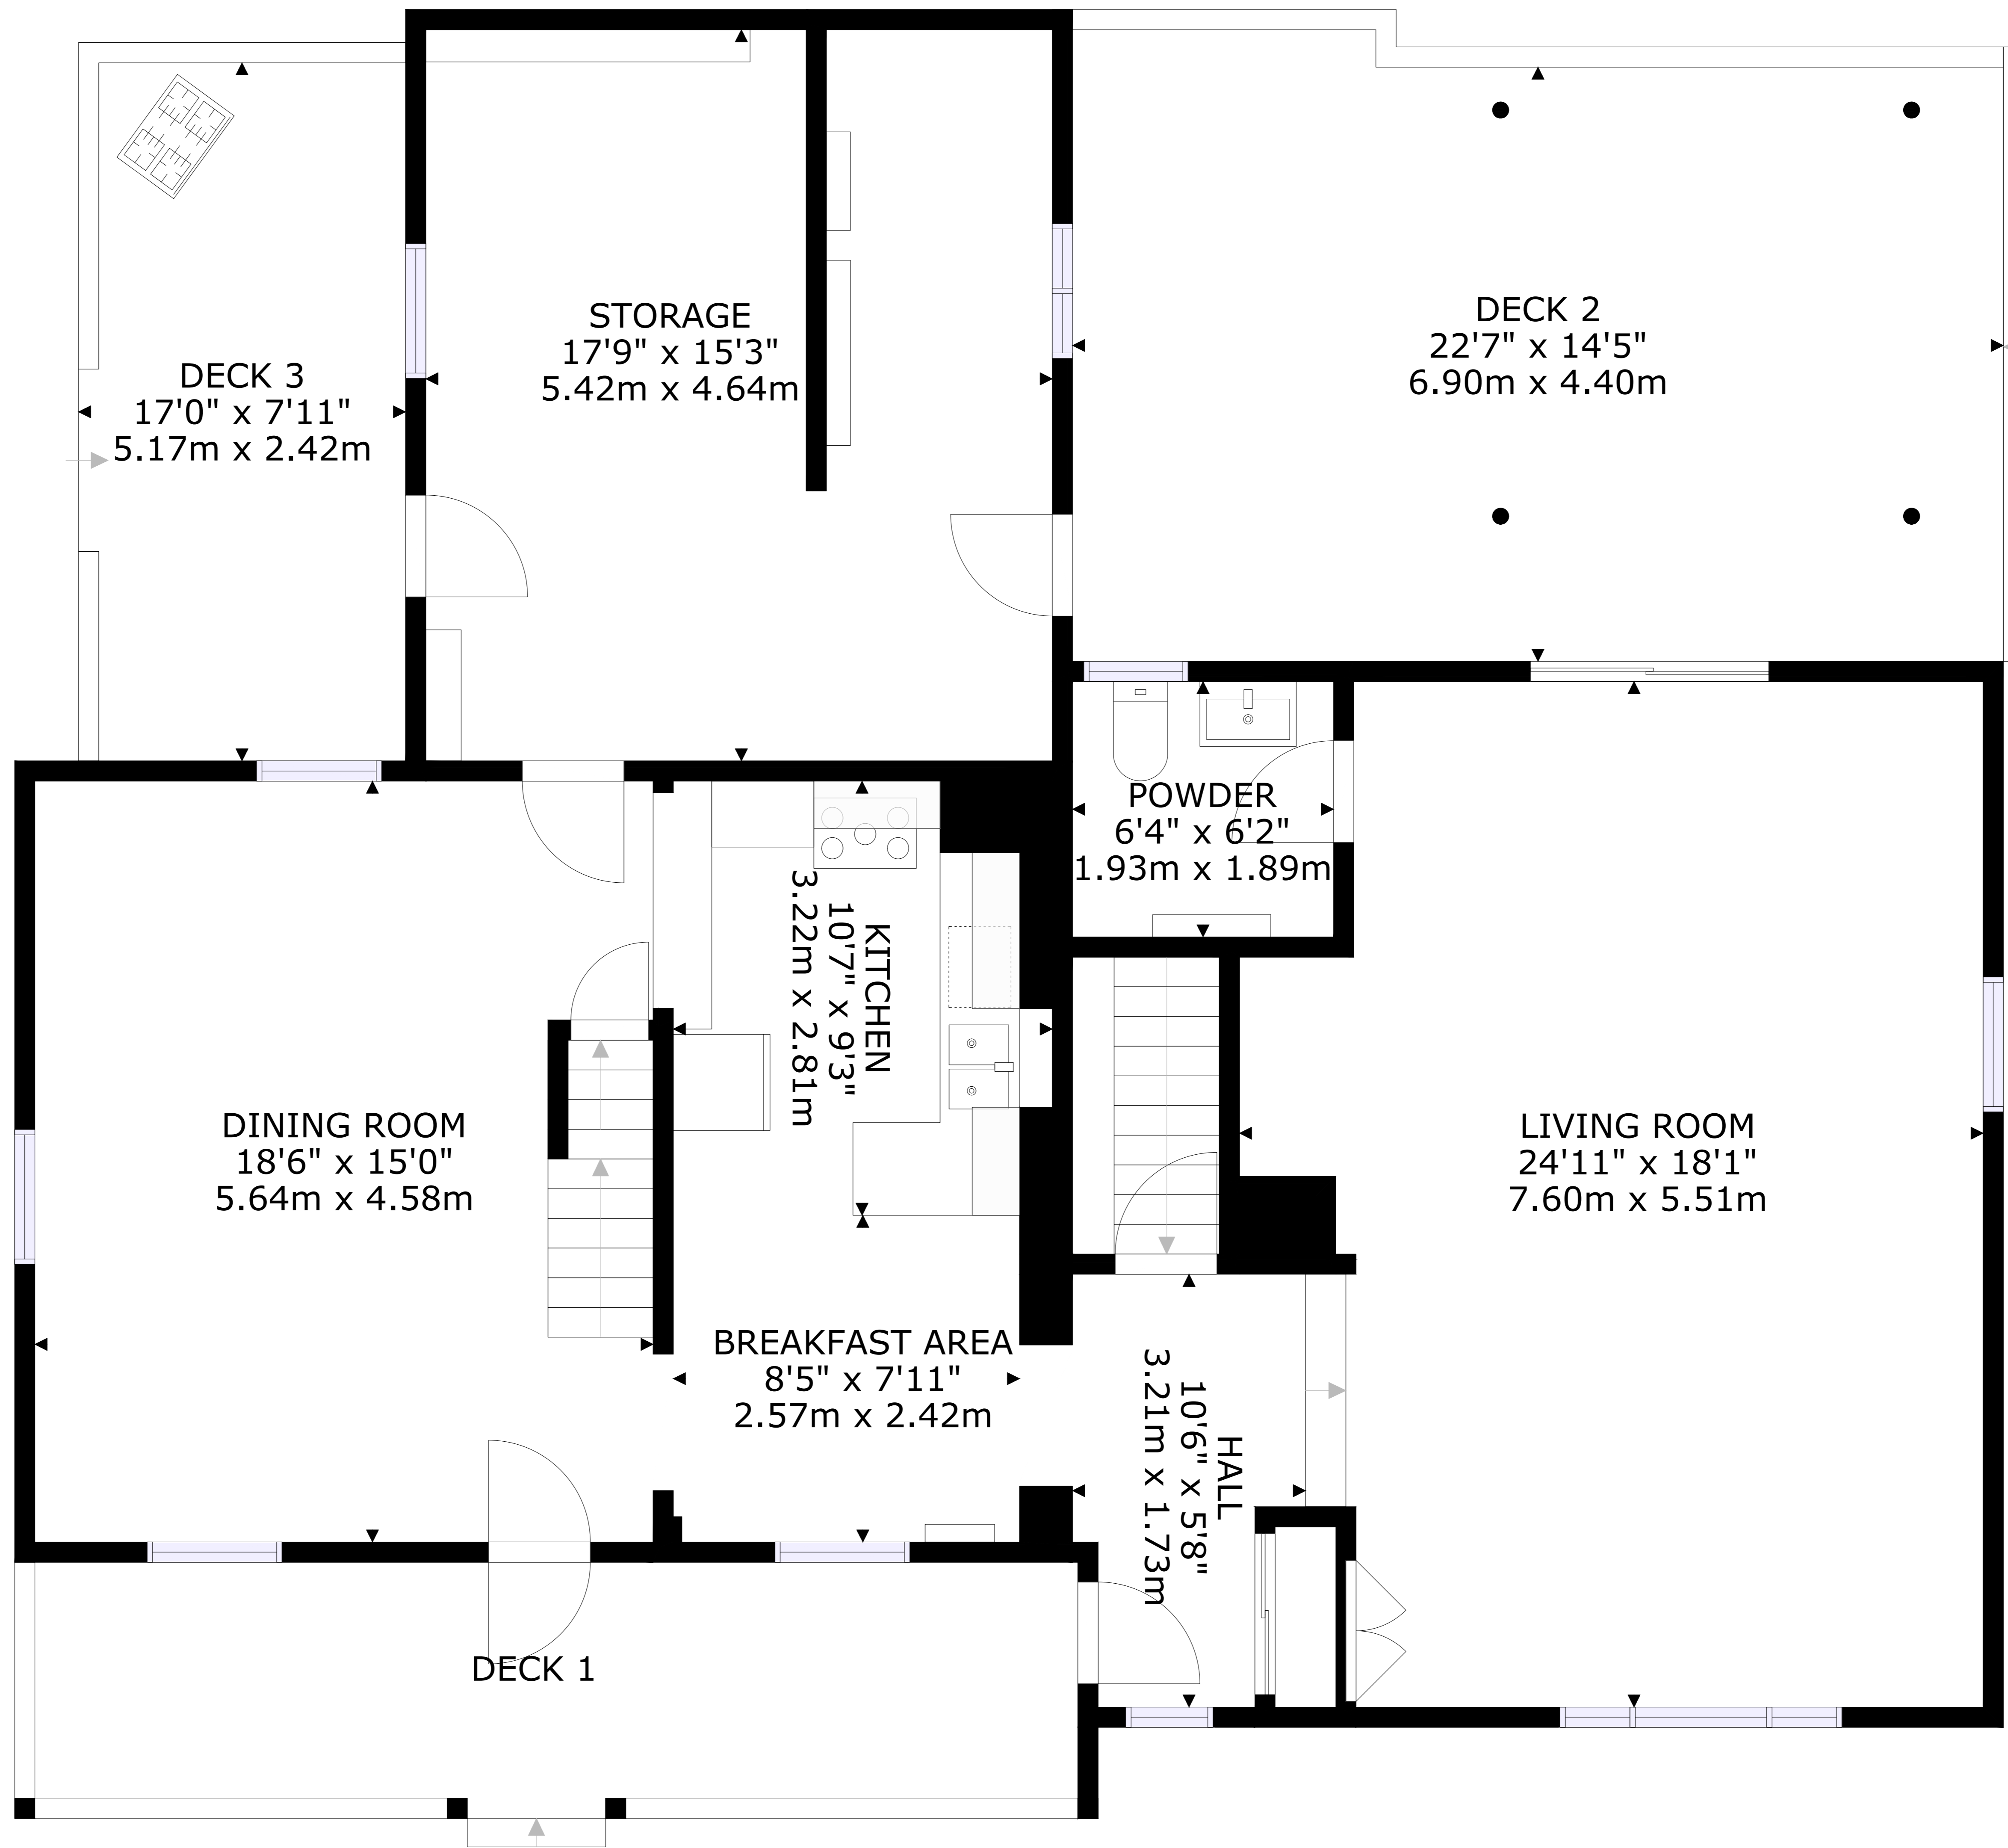 STORAGE
17'9" x 15'3"
5.42m x 4.64m
DECK 2
22'7" x 14'5"
6.90m x 4.40m
DECK 3
17'0" x 7'11"
5.17m x 2.42m
POWDER
6'4" x 6'2"
1.93m x 1.89m
KITCHEN
10'7" x 9'3"
3.22m x 2.81m
DINING ROOM
18'6" x 15'0"
5.64m x 4.58m
LIVING ROOM
24'11" x 18'1"
7.60m x 5.51m
BREAKFAST AREA
8'5" x 7'11"
2.57m x 2.42m
HALL
10'6" x 5'8"
3.21m x 1.73m
DECK 1